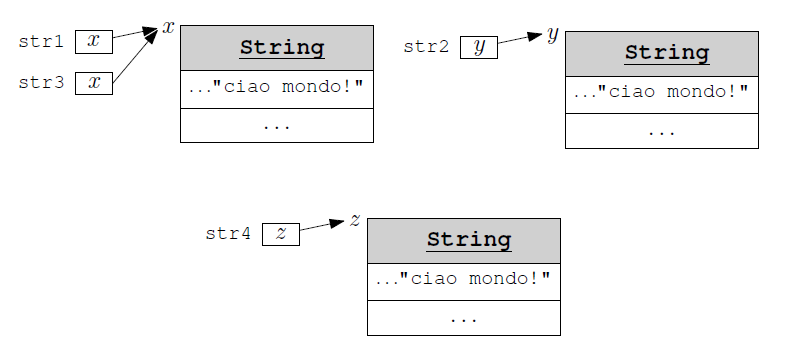 str1 x x String
str3 x
..."ciao mondo!"
...
str2 y y String
..."ciao mondo!"
...
str4 z z String
..."ciao mondo!"
...